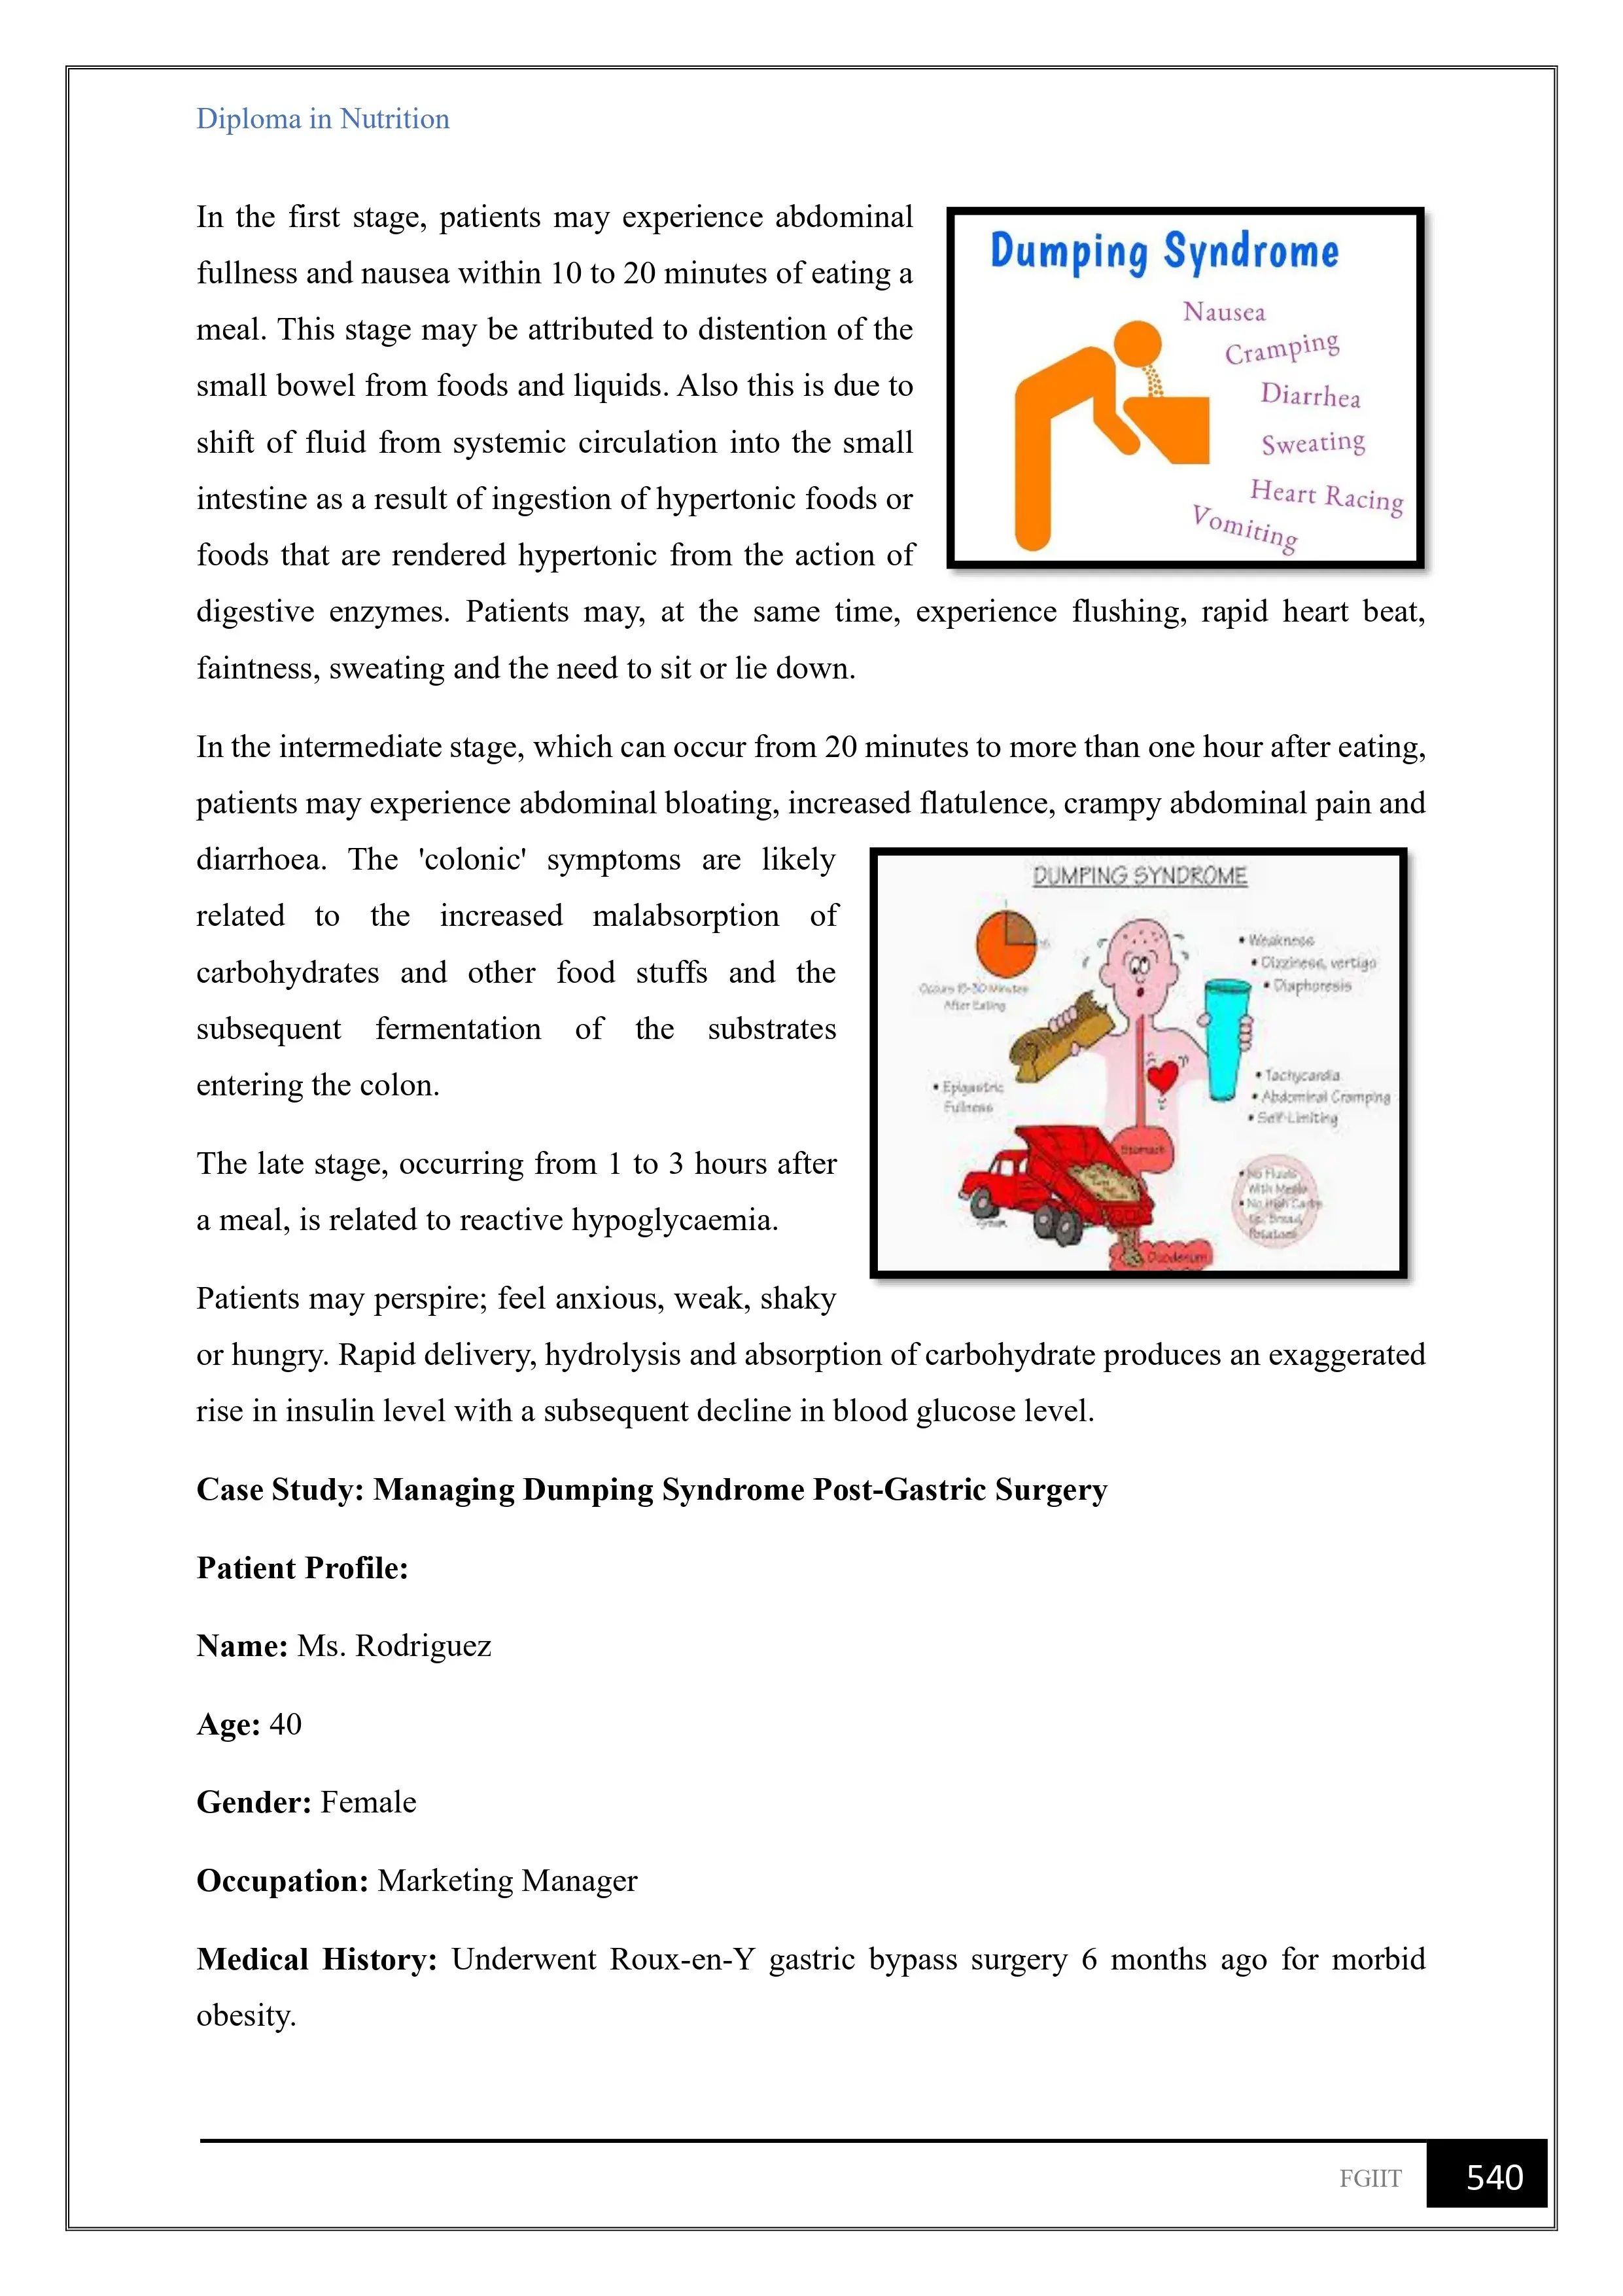 Diploma in Nutrition
In the first stage, patients may experience abdominal
fullness and nausea within 10 to 20 minutes of eating a
meal. This stage may be attributed to distention of the
small bowel from foods and liquids. Also this is due to
shift of fluid from systemic circulation into the small
intestine as a result of ingestion of hypertonic foods or
foods that are rendered hypertonic from the action of
digestive enzymes. Patients may, at the same time, experience flushing, rapid heart beat,
faintness, sweating and the need to sit or lie down.
Dumping Syndrome
Nausea
Cramping
Diarrhea
Sweating
Heart Racing
Vomiting
In the intermediate stage, which can occur from 20 minutes to more than one hour after eating,
patients may experience abdominal bloating, increased flatulence, crampy abdominal pain and
diarrhoea. The 'colonic' symptoms are likely
related to the increased malabsorption of
carbohydrates and other food stuffs and the
subsequent fermentation of the substrates
entering the colon.
DUMPING SYNDROME
Minutes
After Eating
• Weakness
• Dizziness, vertigo
• Diaphoresis
• Epigastric
Fullness
• Tachycardia
• Abdominal Cramping
• Self-Limiting
Stomach
• No Fluids
With Meals
Duodenum
The late stage, occurring from 1 to 3 hours after
a meal, is related to reactive hypoglycaemia.
Patients may perspire; feel anxious, weak, shaky
or hungry. Rapid delivery, hydrolysis and absorption of carbohydrate produces an exaggerated
rise in insulin level with a subsequent decline in blood glucose level.
Case Study: Managing Dumping Syndrome Post-Gastric Surgery
Patient Profile:
Name: Ms. Rodriguez
Age: 40
Gender: Female
Occupation: Marketing Manager
Medical History: Underwent Roux-en-Y gastric bypass surgery 6 months ago for morbid
obesity.
FGIIT 540